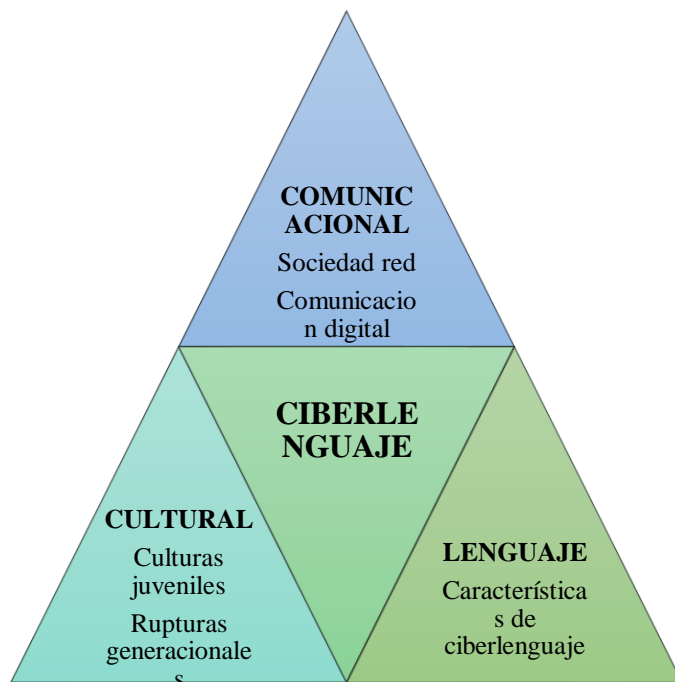 COMUNIC
ACIONAL
Sociedad red
Comunicacio
n digital
CIBERLE
NGUAJE
CULTURAL
Culturas
juveniles
Rupturas
generacionale
s
LENGUAJE
Característica
s de
ciberlenguaje